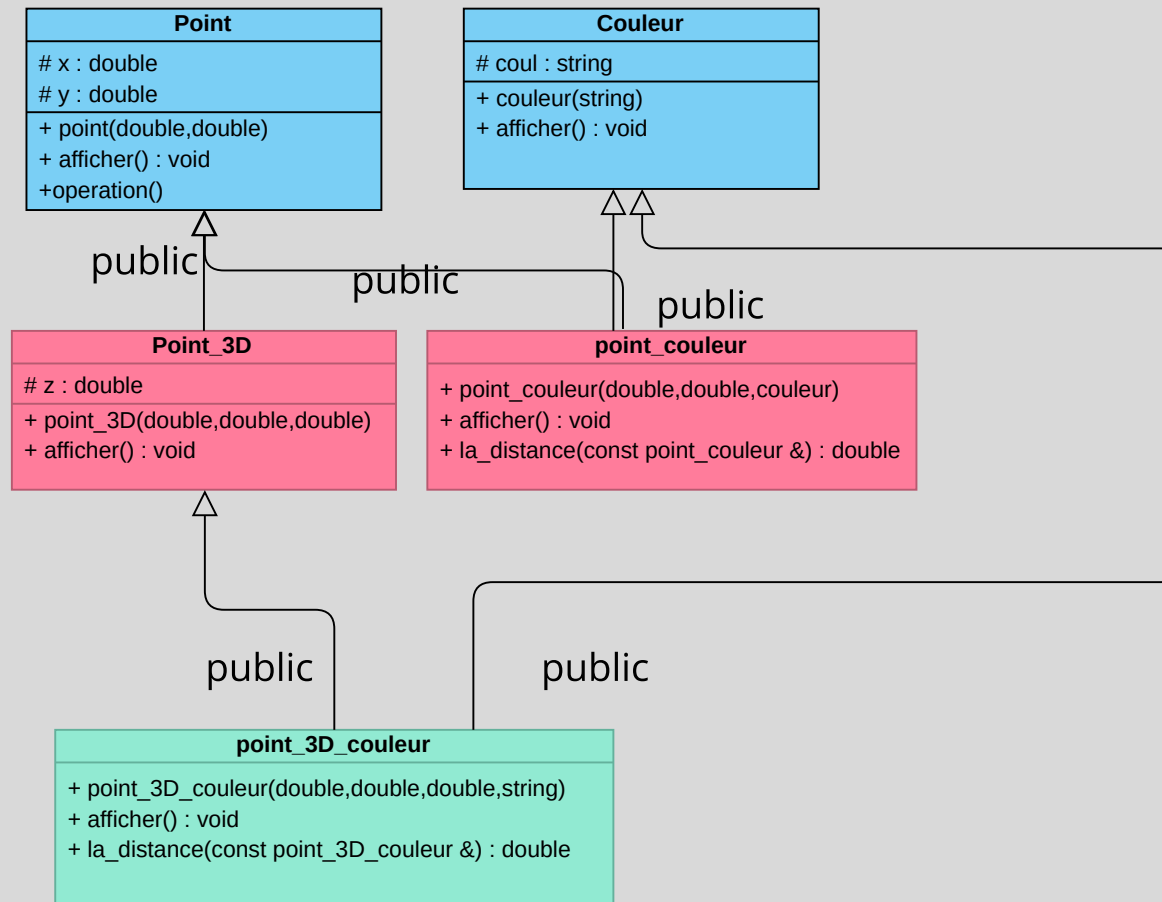 Point
# x : double
# y : double
+ point(double,double)
+ afficher() : void
+operation()
Couleur
# coul : string
+ couleur(string)
+ afficher() : void
public
public
public
Point_3D
# z : double
+ point_3D(double,double,double)
+ afficher() : void
point_couleur
+ point_couleur(double,double,couleur)
+ afficher() : void
+ la_distance(const point_couleur &) : double
public
public
point_3D_couleur
+ point_3D_couleur(double,double,double,string)
+ afficher() : void
+ la_distance(const point_3D_couleur &) : double